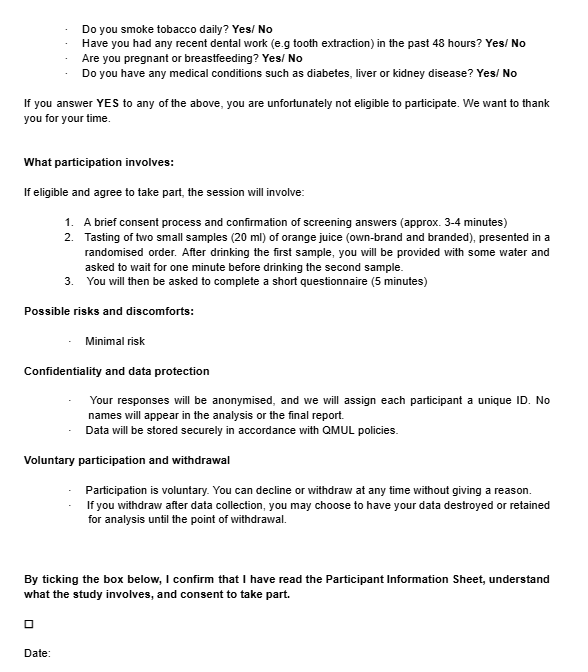 · Do you smoke tobacco daily? Yes/ No
· Have you had any recent dental work (e.g tooth extraction) in the past 48 hours? Yes/ No
· Are you pregnant or breastfeeding? Yes/ No
· Do you have any medical conditions such as diabetes, liver or kidney disease? Yes/ No
If you answer YES to any of the above, you are unfortunately not eligible to participate. We want to thank
you for your time.
What participation involves:
If eligible and agree to take part, the session will involve:
1. A brief consent process and confirmation of screening answers (approx. 3-4 minutes)
2. Tasting of two small samples (20 ml) of orange juice (own-brand and branded), presented in a
randomised order. After drinking the first sample, you will be provided with some water and
asked to wait for one minute before drinking the second sample.
3. You will then be asked to complete a short questionnaire (5 minutes)
Possible risks and discomforts:
· Minimal risk
Confidentiality and data protection
· Your responses will be anonymised, and we will assign each participant a unique ID. No
names will appear in the analysis or the final report.
· Data will be stored securely in accordance with QMUL policies.
Voluntary participation and withdrawal
· Participation is voluntary. You can decline or withdraw at any time without giving a reason.
· If you withdraw after data collection, you may choose to have your data destroyed or retained
for analysis until the point of withdrawal.
By ticking the box below, I confirm that I have read the Participant Information Sheet, understand
what the study involves, and consent to take part.
☐
Date: